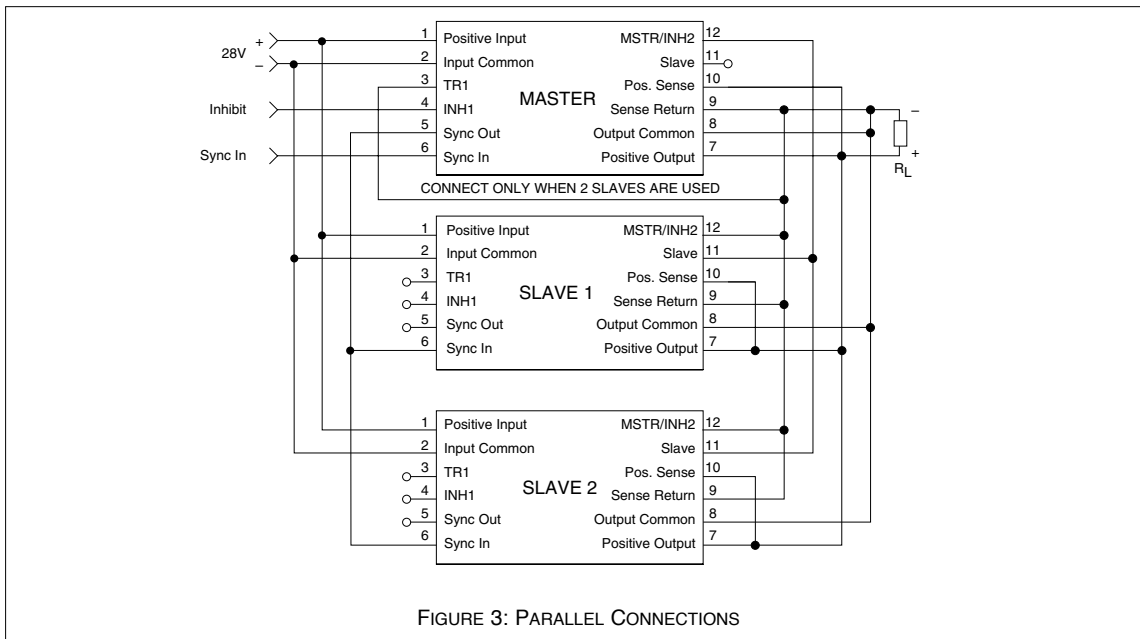 28V
+
–
Inhibit
Sync In
1 Positive Input
2 Input Common
3 TR1
4 INH1
5 Sync Out
6 Sync In
MASTER
MSTR/INH2 12
Slave 11
Pos. Sense 10
Sense Return 9
Output Common 8
Positive Output 7
–
+
RL
CONNECT ONLY WHEN 2 SLAVES ARE USED
1 Positive Input
2 Input Common
3 TR1
4 INH1
5 Sync Out
6 Sync In
SLAVE 1
MSTR/INH2 12
Slave 11
Pos. Sense 10
Sense Return 9
Output Common 8
Positive Output 7
1 Positive Input
2 Input Common
3 TR1
4 INH1
5 Sync Out
6 Sync In
SLAVE 2
MSTR/INH2 12
Slave 11
Pos. Sense 10
Sense Return 9
Output Common 8
Positive Output 7
FIGURE 3: PARALLEL CONNECTIONS